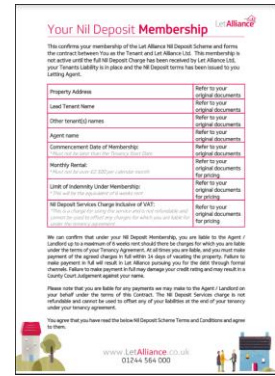 Your Nil Deposit Membership
LetAlliance
This confirms your membership of the Let Alliance Nil Deposit Scheme and forms
the contract between You as the Tenant and Let Alliance Ltd. This membership is
not active until the full Nil Deposit Charge has been received by Let Alliance Ltd,
your Tenants Liability is in place and the Nil Deposit terms has been issued to you
Letting Agent.
Property Address
Refer to your
original documents
Lead Tenant Name
Refer to your
original documents
Other tenant(s) names
Refer to your
original documents
Agent name
Refer to your
original documents
Commencement Date of Membership:
Refer to your
original documents
Monthly Rental:
Refer to your
original documents
for pricing
Limit of Indemnity Under Membership:
Refer to your
original documents
for pricing
Nil Deposit Services Charge Inclusive of VAT:
Refer to your
original documents
for pricing
We can confirm that under your Nil Deposit Membership, you are liable to the Agent /
Landlord up to a maximum of 6 weeks rent should there be charges for which you are liable
under the terms of your Tenancy Agreement. At all times you are liable, and you must make
payment of the agreed charges in full within 14 days of vacating the property. Failure to
make payment in full will result in Let Alliance pursuing you for the debt through formal
channels. Failure to make payment in full may damage your credit rating and may result in a
County Court Judgement against your name.
Please note that you are liable for any payments we may make to the Agent / Landlord on
your behalf under the terms of this Contract. The Nil Deposit Services charge is not
refundable and cannot be used to offset any of your liabilities at the end of your tenancy
under your tenancy agreement.
You agree that you have read the below Nil Deposit Scheme Terms and Conditions and agree
to them.
www.LetAlliance.co.uk
01244 564 000